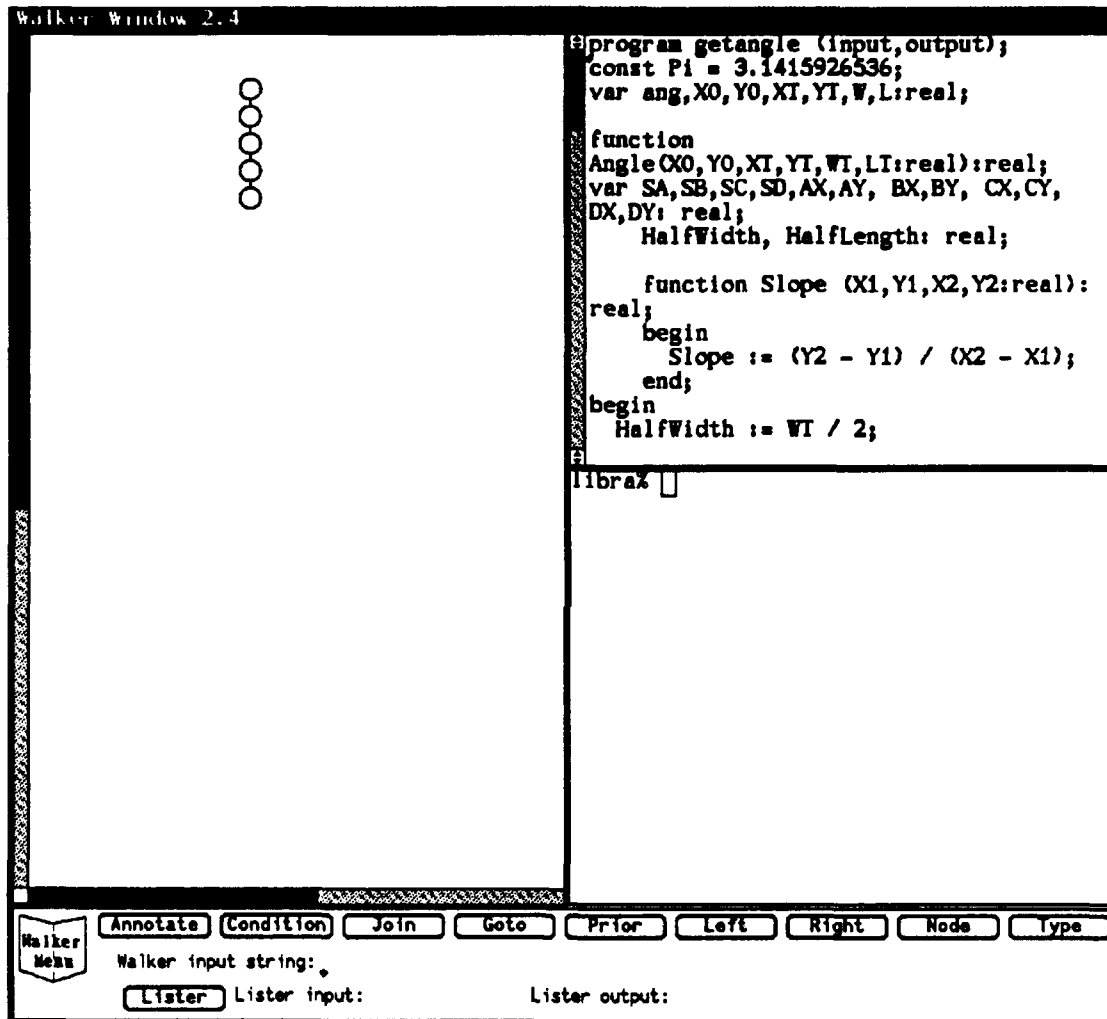 Walker Window 2.4
program getangle (input,output);
const Pi = 3.1415926536;
var ang,X0,Y0,XT,YT,W,L:real;
function
Angle(X0,Y0,XT,YT,WT,LT:real):real;
var SA,SB,SC,SD,AX,AY, BX,BY, CX,CY,
DX,DY: real;
HalfWidth, HalfLength: real;
function Slope (X1,Y1,X2,Y2:real):
real;
begin
Slope := (Y2 - Y1) / (X2 - X1);
end;
begin
HalfWidth := WT / 2;
libra%
Walker
Menu
Annotate Condition Join Goto Prior Left Right Node Type
Walker input string:
Lister Lister input: Lister output: